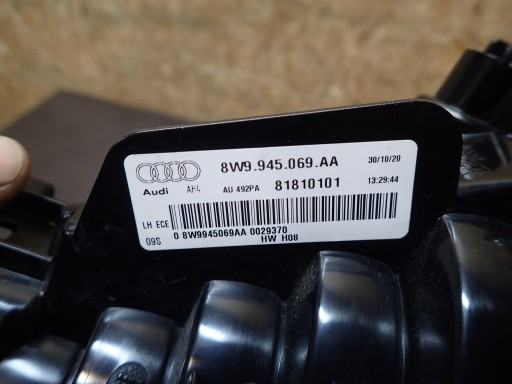 8W9.945.069.AA 30/10/20
Audi AH4 AU 492PA 81810101 13:29:44
LH ECE
09S 0 8W9945069AA 0029370
HW H08